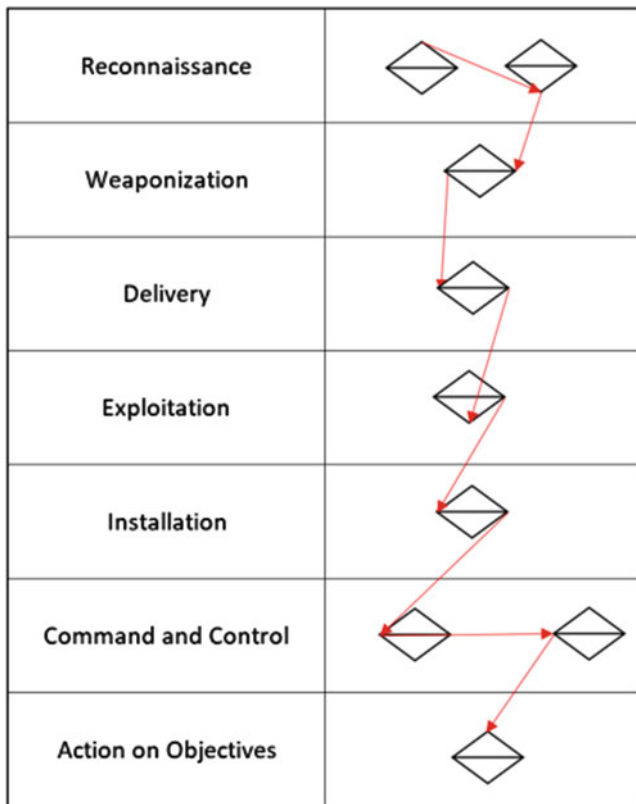 Reconnaissance
Weaponization
Delivery
Exploitation
Installation
Command and Control
Action on Objectives